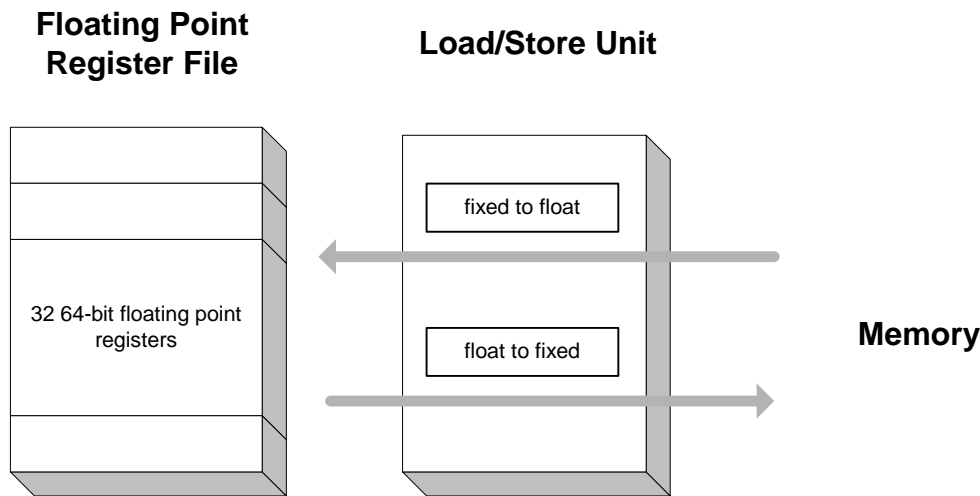 Floating Point
Register File
Load/Store Unit
fixed to float
32 64-bit floating point
registers
float to fixed
Memory